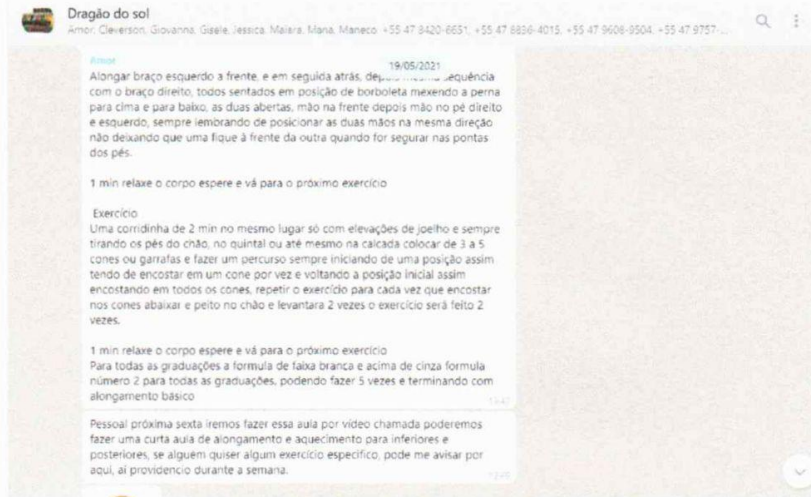 Dragão do sol
Amor, Cleverson, Giovanna, Gisele, Jessica, Maiara, Maria, Maneco, +55 47 8420-6651, +55 47 8836-4015, +55 47 9608-9504, +55 47 9757-...
Amor
19/05/2021
Alongar braço esquerdo a frente, e em seguida atrás, depois mesma sequência
com o braço direito, todos sentados em posição de borboleta mexendo a perna
para cima e para baixo, as duas abertas, mão na frente depois mão no pé direito
e esquerdo, sempre lembrando de posicionar as duas mãos na mesma direção
não deixando que uma fique à frente da outra quando for segurar nas pontas
dos pés.
1 min relaxe o corpo espere e vá para o próximo exercício
Exercício
Uma corridinha de 2 min no mesmo lugar só com elevações de joelho e sempre
tirando os pés do chão, no quintal ou até mesmo na calcada colocar de 3 a 5
cones ou garrafas e fazer um percurso sempre iniciando de uma posição assim
tendo de encostar em um cone por vez e voltando a posição inicial assim
encostando em todos os cones, repetir o exercício para cada vez que encostar
nos cones abaixar e peito no chão e levantara 2 vezes o exercício será feito 2
vezes.
1 min relaxe o corpo espere e vá para o próximo exercício
Para todas as graduações a formula de faixa branca e acima de cinza formula
número 2 para todas as graduações, podendo fazer 5 vezes e terminando com
alongamento básico
Pessoal próxima sexta iremos fazer essa aula por vídeo chamada poderemos
fazer uma curta aula de alongamento e aquecimento para inferiores e
posteriores, se alguém quiser algum exercício especifico, pode me avisar por
aqui, ai providencio durante a semana.